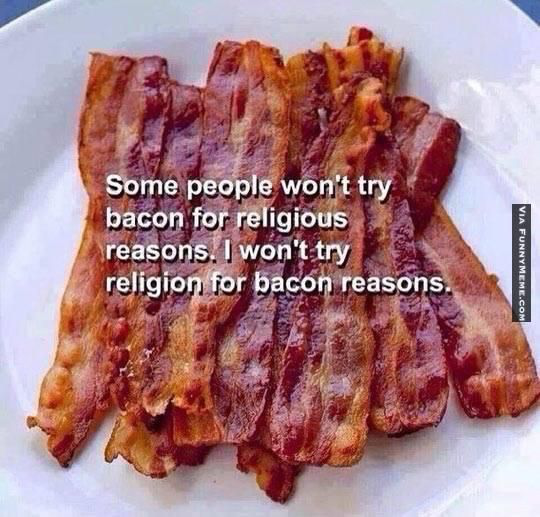 Some people won't try
bacon for religious
reasons. I won't try
religion for bacon reasons.
VIA FUNNYMEME.COM